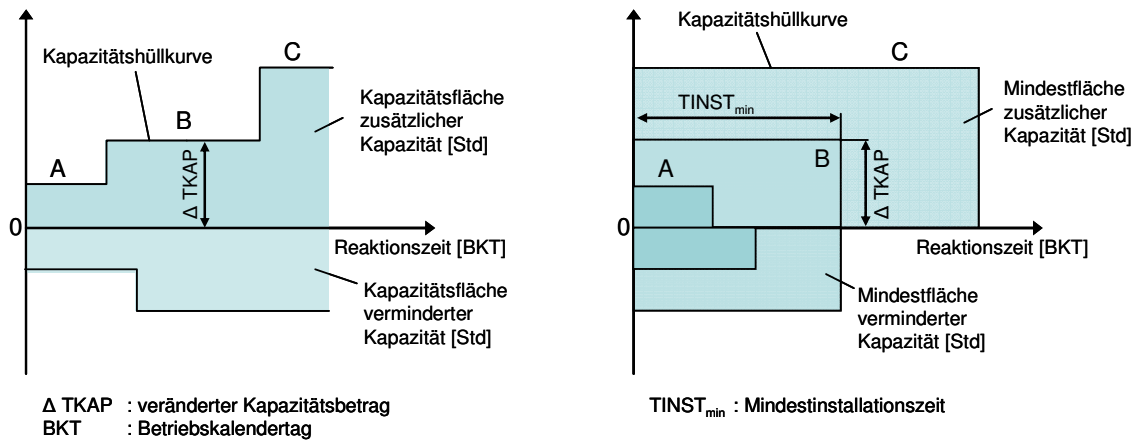 Kapazitätshüllkurve
C
B
A
Δ TKAP
Kapazitätsfläche
zusätzlicher
Kapazität [Std]
0
Reaktionszeit [BKT]
Kapazitätsfläche
verminderter
Kapazität [Std]
Δ TKAP : veränderter Kapazitätsbetrag
BKT : Betriebskalendertag
Kapazitätshüllkurve
C
TINSTmin
Mindestfläche
zusätzlicher
Kapazität [Std]
B
A
Δ TKAP
0
Reaktionszeit [BKT]
Mindestfläche
verminderter
Kapazität [Std]
TINSTmin : Mindestinstallationszeit